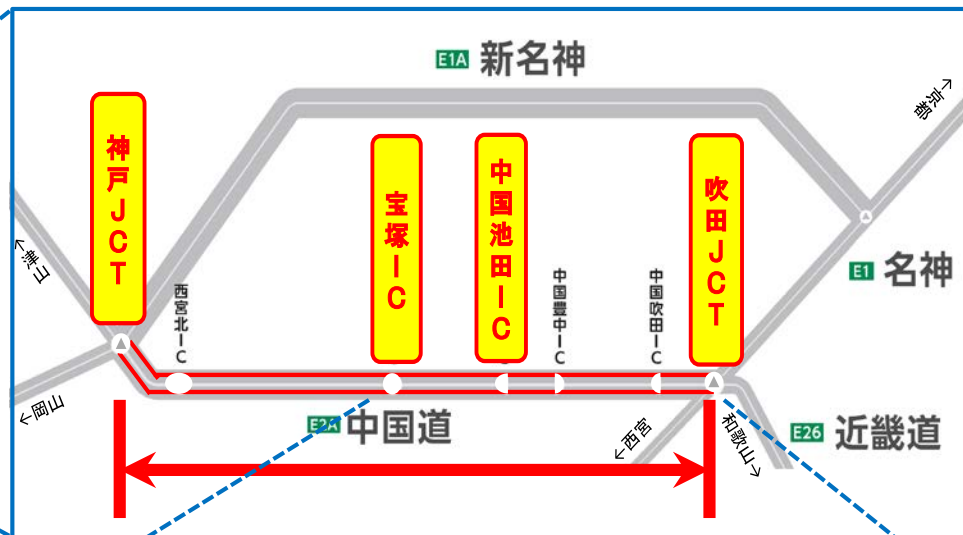 E1A 新名神
←京都
神戸JCT
宝塚IC
中国池田IC
吹田JCT
←津山
西宮北IC
中国豊中IC
中国吹田IC
E1 名神
←岡山
E2A 中国道
←西宮
和歌山→
E26 近畿道